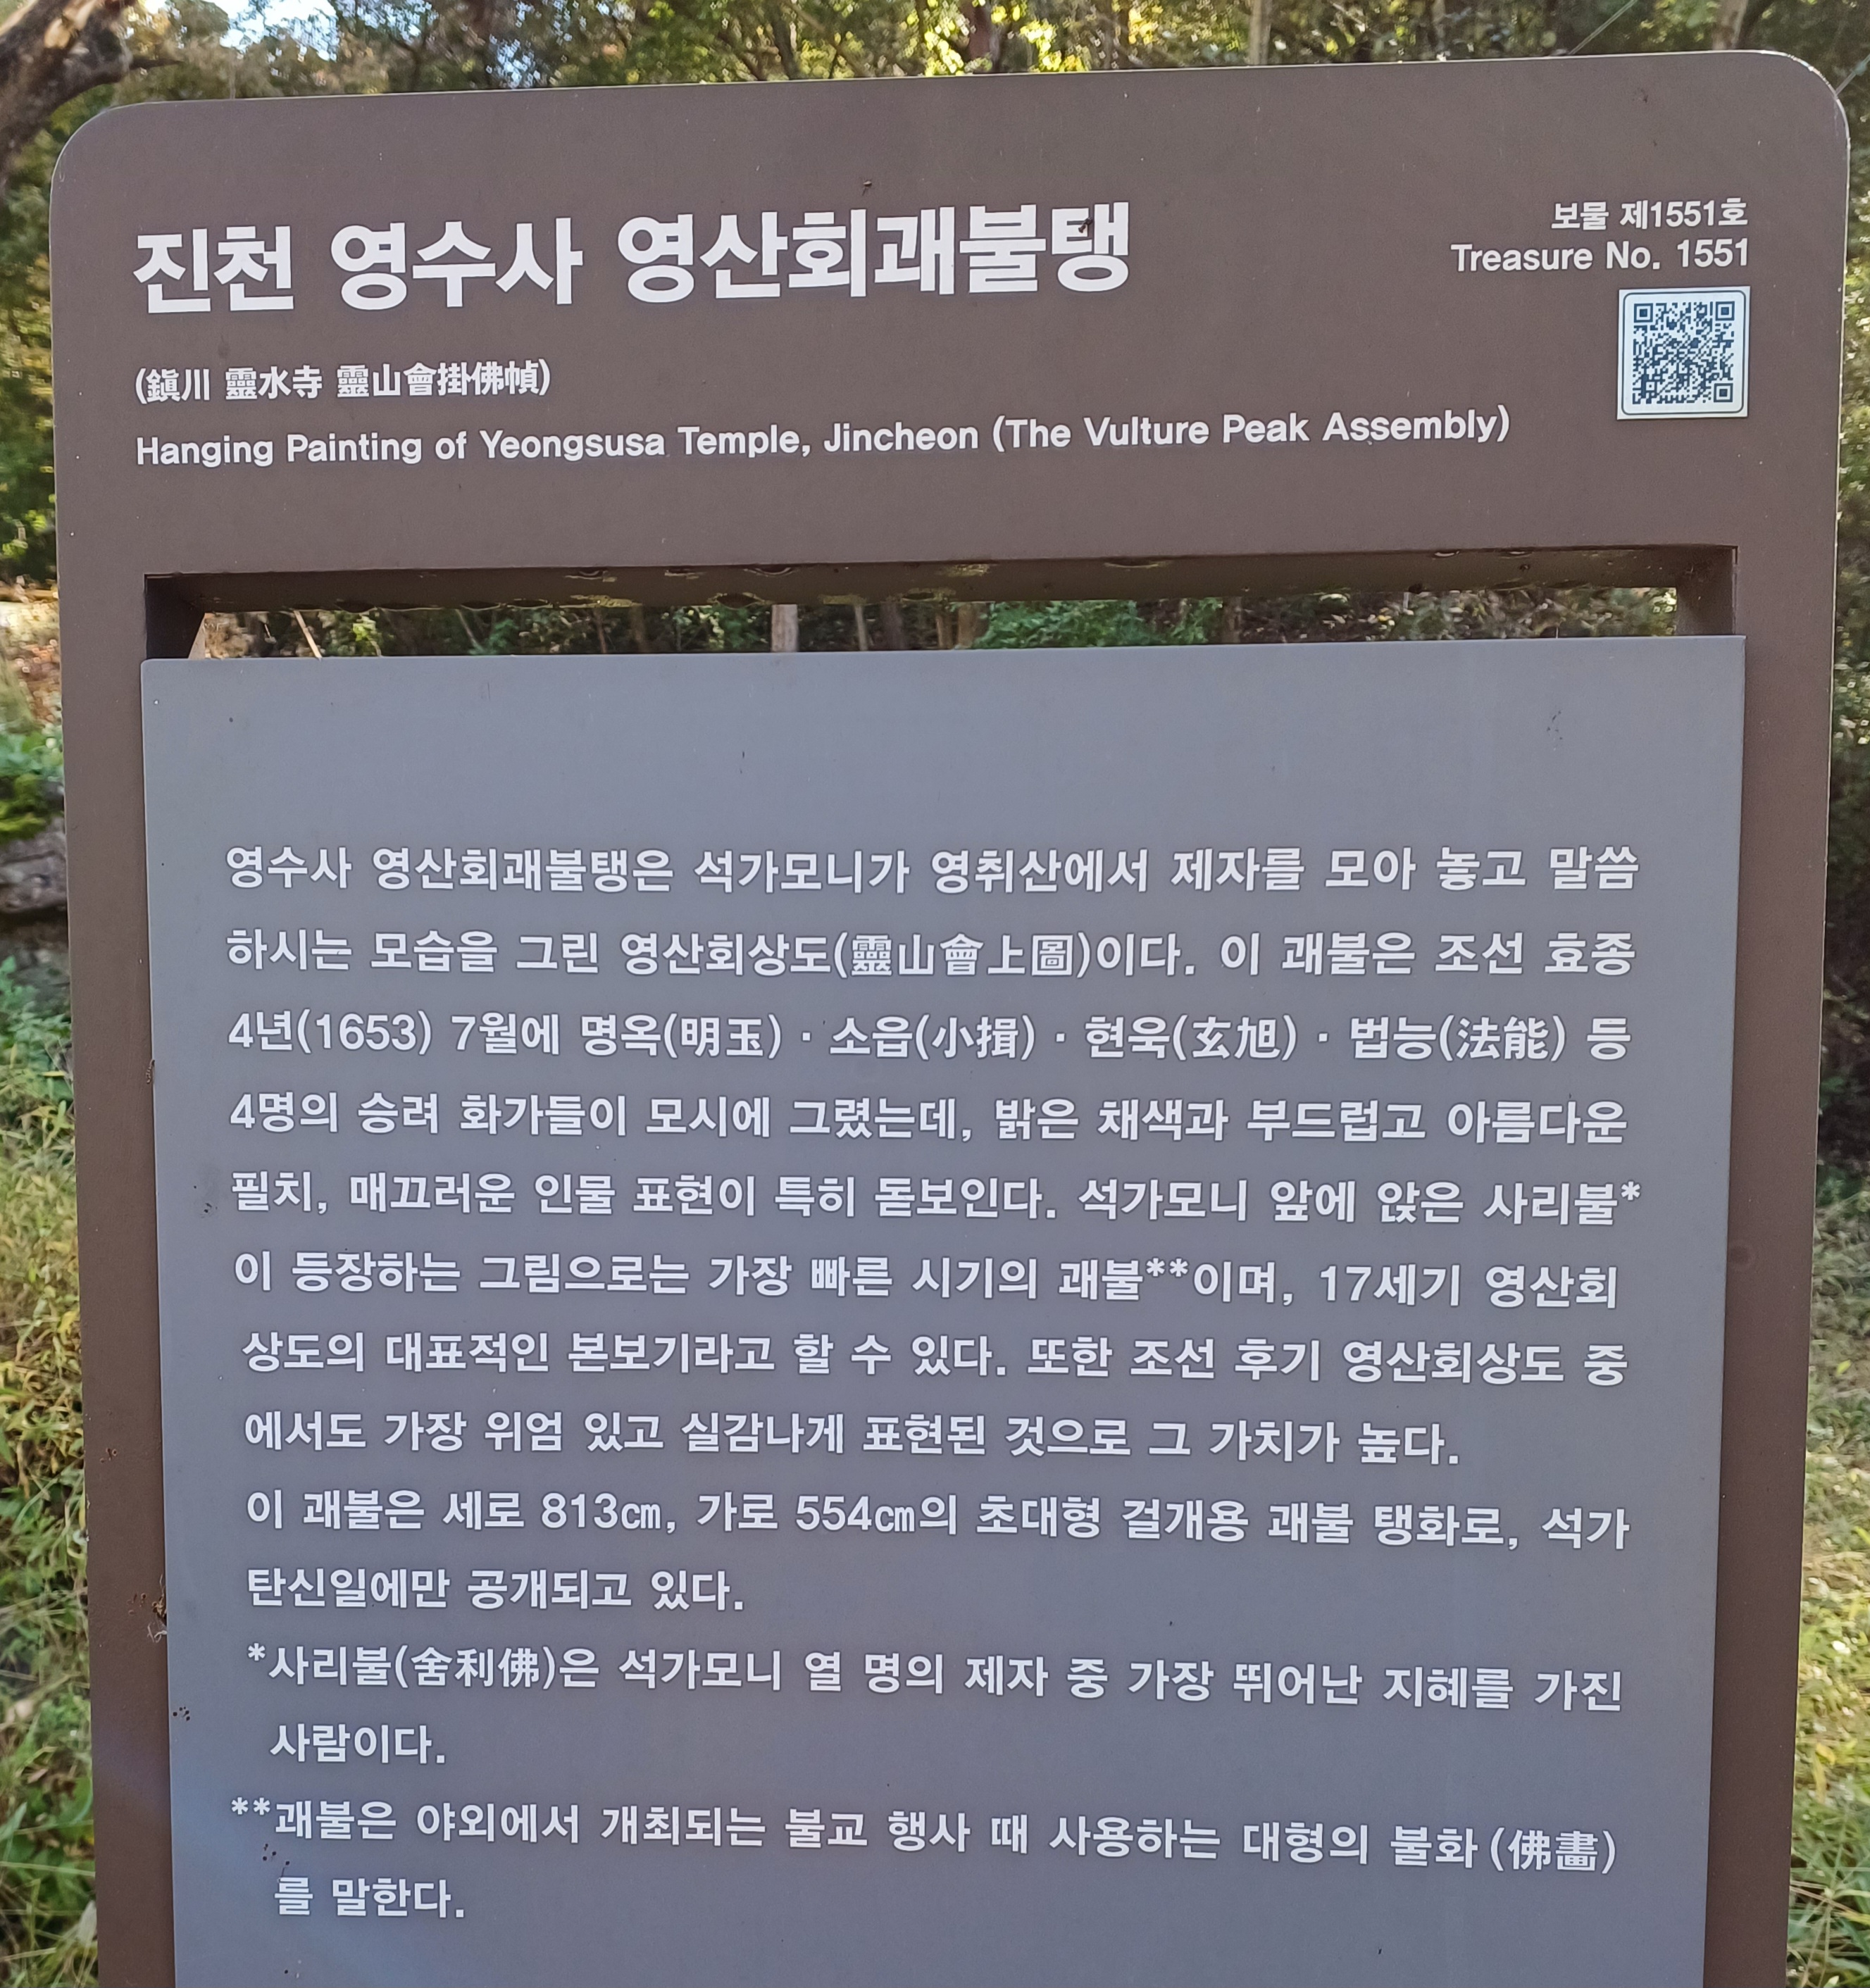 진천 영수사 영산회괘불탱
보물 제1551호
Treasure No. 1551
(鎭川 靈水寺 靈山會掛佛幀)
Hanging Painting of Yeongsusa Temple, Jincheon (The Vulture Peak Assembly)
영수사 영산회괘불탱은 석가모니가 영취산에서 제자를 모아 놓고 말씀
하시는 모습을 그린 영산회상도(靈山會上圖)이다. 이 괘불은 조선 효종
4년(1653) 7월에 명옥(明玉)·소읍(小揖)·현욱(玄旭)·법능(法能) 등
4명의 승려 화가들이 모시에 그렸는데, 밝은 채색과 부드럽고 아름다운
필치, 매끄러운 인물 표현이 특히 돋보인다. 석가모니 앞에 앉은 사리불*
이 등장하는 그림으로는 가장 빠른 시기의 괘불**이며, 17세기 영산회
상도의 대표적인 본보기라고 할 수 있다. 또한 조선 후기 영산회상도 중
에서도 가장 위엄 있고 실감나게 표현된 것으로 그 가치가 높다.
이 괘불은 세로 813㎝, 가로 554㎝의 초대형 걸개용 괘불 탱화로, 석가
탄신일에만 공개되고 있다.
*사리불(舍利佛)은 석가모니 열 명의 제자 중 가장 뛰어난 지혜를 가진
사람이다.
**괘불은 야외에서 개최되는 불교 행사 때 사용하는 대형의 불화(佛畵)
를 말한다.